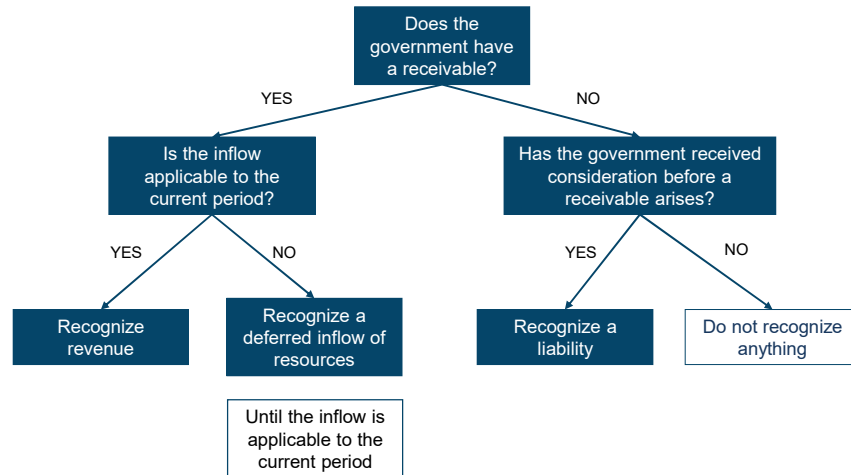 Does the
government have
a receivable?
YES
NO
Is the inflow
applicable to the
current period?
Has the government received
consideration before a
receivable arises?
YES
NO
YES
NO
Recognize
revenue
Recognize a
deferred inflow of
resources
Recognize a
liability
Do not recognize
anything
Until the inflow is
applicable to the
current period